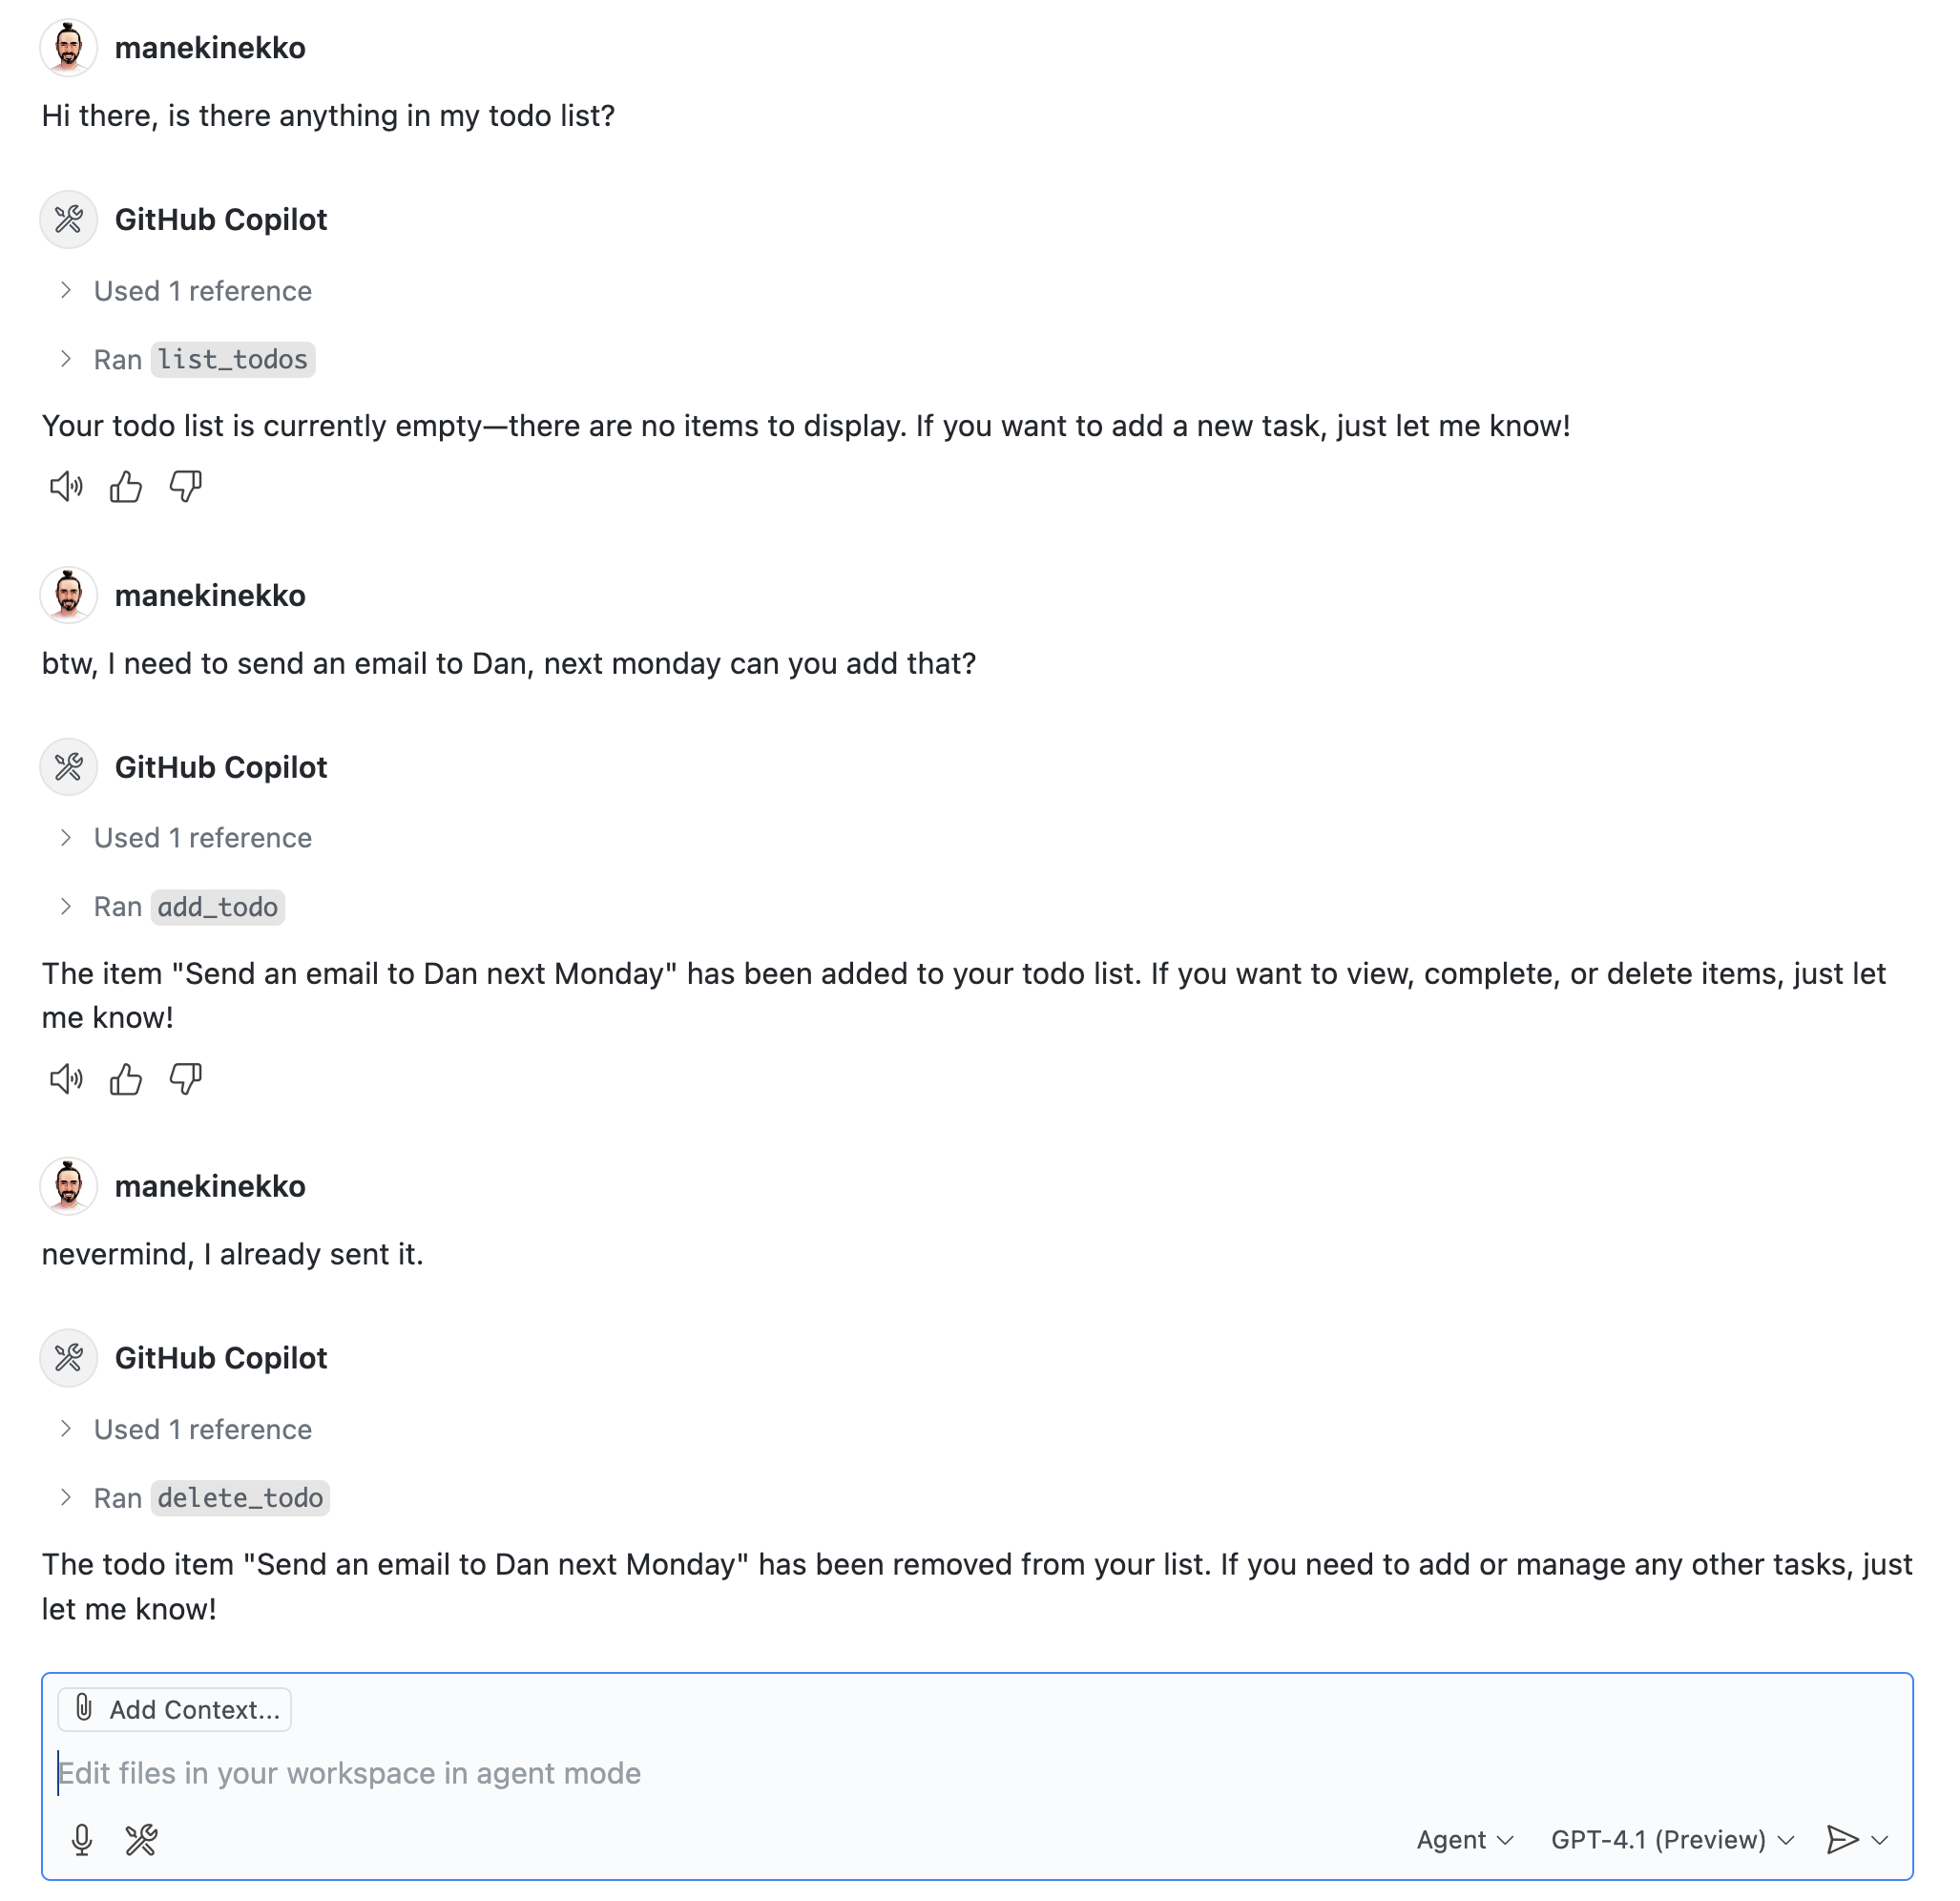 manekinekko
Hi there, is there anything in my todo list?
GitHub Copilot
Used 1 reference
Ran list_todos
Your todo list is currently empty—there are no items to display. If you want to add a new task, just let me know!
manekinekko
btw, I need to send an email to Dan, next monday can you add that?
GitHub Copilot
Used 1 reference
Ran add_todo
The item "Send an email to Dan next Monday" has been added to your todo list. If you want to view, complete, or delete items, just let
me know!
manekinekko
nevermind, I already sent it.
GitHub Copilot
Used 1 reference
Ran delete_todo
The todo item "Send an email to Dan next Monday" has been removed from your list. If you need to add or manage any other tasks, just
let me know!
Add Context...
Edit files in your workspace in agent mode
Agent GPT-4.1 (Preview)